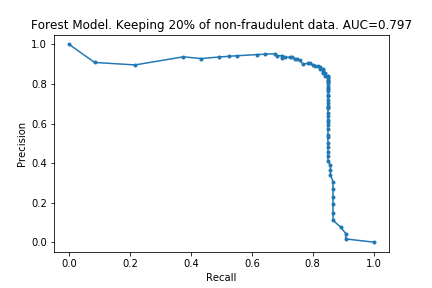 Forest Model. Keeping 20% of non-fraudulent data. AUC=0.797
1.0
0.8
0.6
0.4
0.2
0.0
Precision
0.0 0.2 0.4 0.6 0.8 1.0
Recall